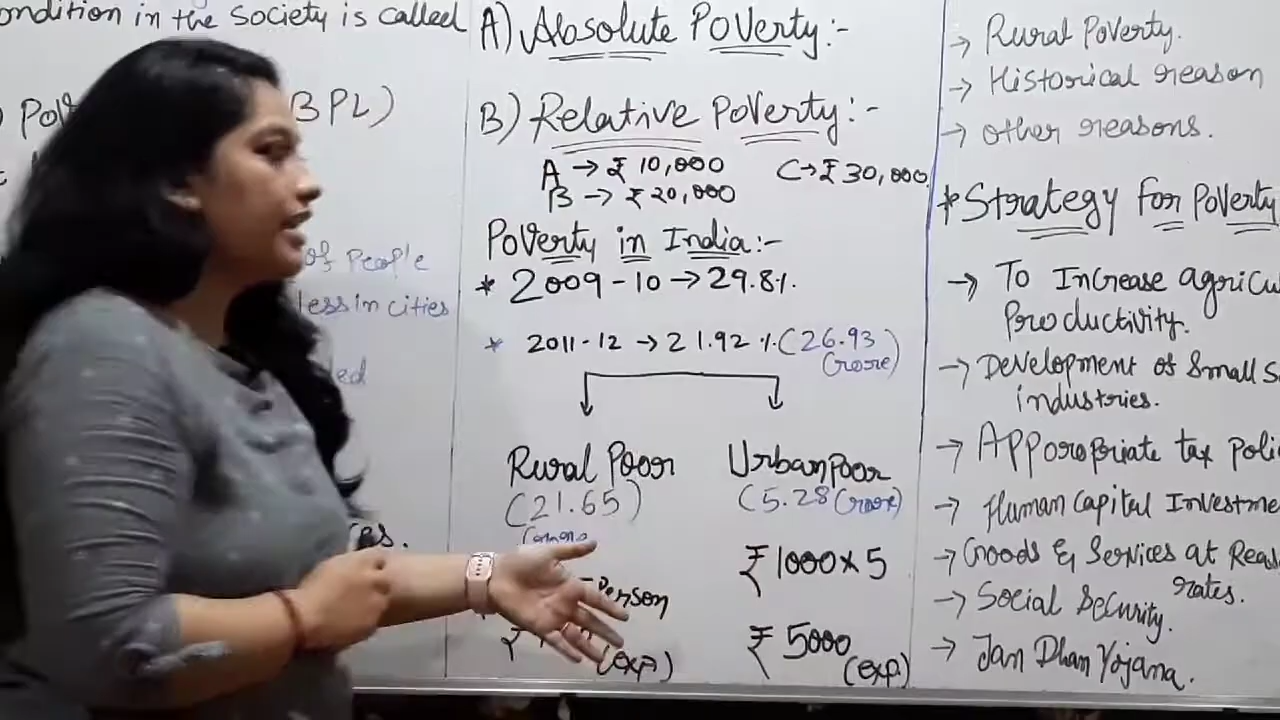 ondition in the society is called
BPL)
of People
less in cities
A) Absolute Poverty:-
B) Relative Poverty:-
A → ₹ 10,000
C → ₹ 30,000
B → ₹ 20,000
Poverty in India:-
* 2009-10 → 29.8%.
* 2011-12 → 21.92 %. (26.93 Crore)
Rural Poor
(21.65)
Urban poor
(5.28 Crore)
₹ 1000 x 5
Person
₹ 5000
(exp)
(exp)
→ Rural Poverty.
→ Historical reason
→ other reasons.
* Strategy for Poverty
→ To Increase agricu
Productivity.
→ Development of Small S
industries.
→ Apporopriate tax Poli
→ Human Capital Investme
→ Goods & Services at Reas
rates.
→ Social Security.
→ Jan Dhan Yojana.